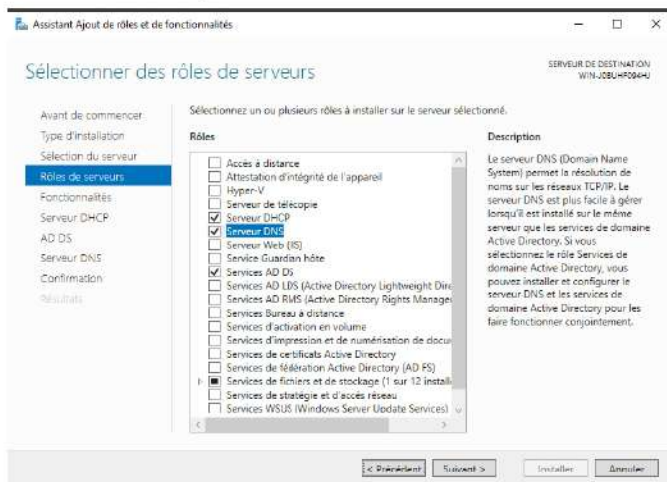 Assistant Ajout de rôles et de fonctionnalités
Sélectionner des rôles de serveurs
SERVEUR DE DESTINATION
WIN-J0BUHF094HJ
Avant de commencer
Type d'installation
Sélection du serveur
Rôles de serveurs
Fonctionnalités
Serveur DHCP
AD DS
Serveur DNS
Confirmation
Résultats
Sélectionnez un ou plusieurs rôles à installer sur le serveur sélectionné.
Rôles
Accès à distance
Attestation d'intégrité de l'appareil
Hyper-V
Serveur de télécopie
Serveur DHCP
Serveur DNS
Serveur Web (IIS)
Service Guardian hôte
Services AD DS
Services AD LDS (Active Directory Lightweight Dire
Services AD RMS (Active Directory Rights Manage
Services Bureau à distance
Services d'activation en volume
Services d'impression et de numérisation de docu
Services de certificats Active Directory
Services de fédération Active Directory (AD FS)
Services de fichiers et de stockage (1 sur 12 install
Services de stratégie et d'accès réseau
Services WSUS (Windows Server Update Services)
Description
Le serveur DNS (Domain Name
System) permet la résolution de
noms sur les réseaux TCP/IP. Le
serveur DNS est plus facile à gérer
lorsqu'il est installé sur le même
serveur que les services de domaine
Active Directory. Si vous
sélectionnez le rôle Services de
domaine Active Directory, vous
pouvez installer et configurer le
serveur DNS et les services de
domaine Active Directory pour les
faire fonctionner conjointement.
< Précédent
Suivant >
Installer
Annuler